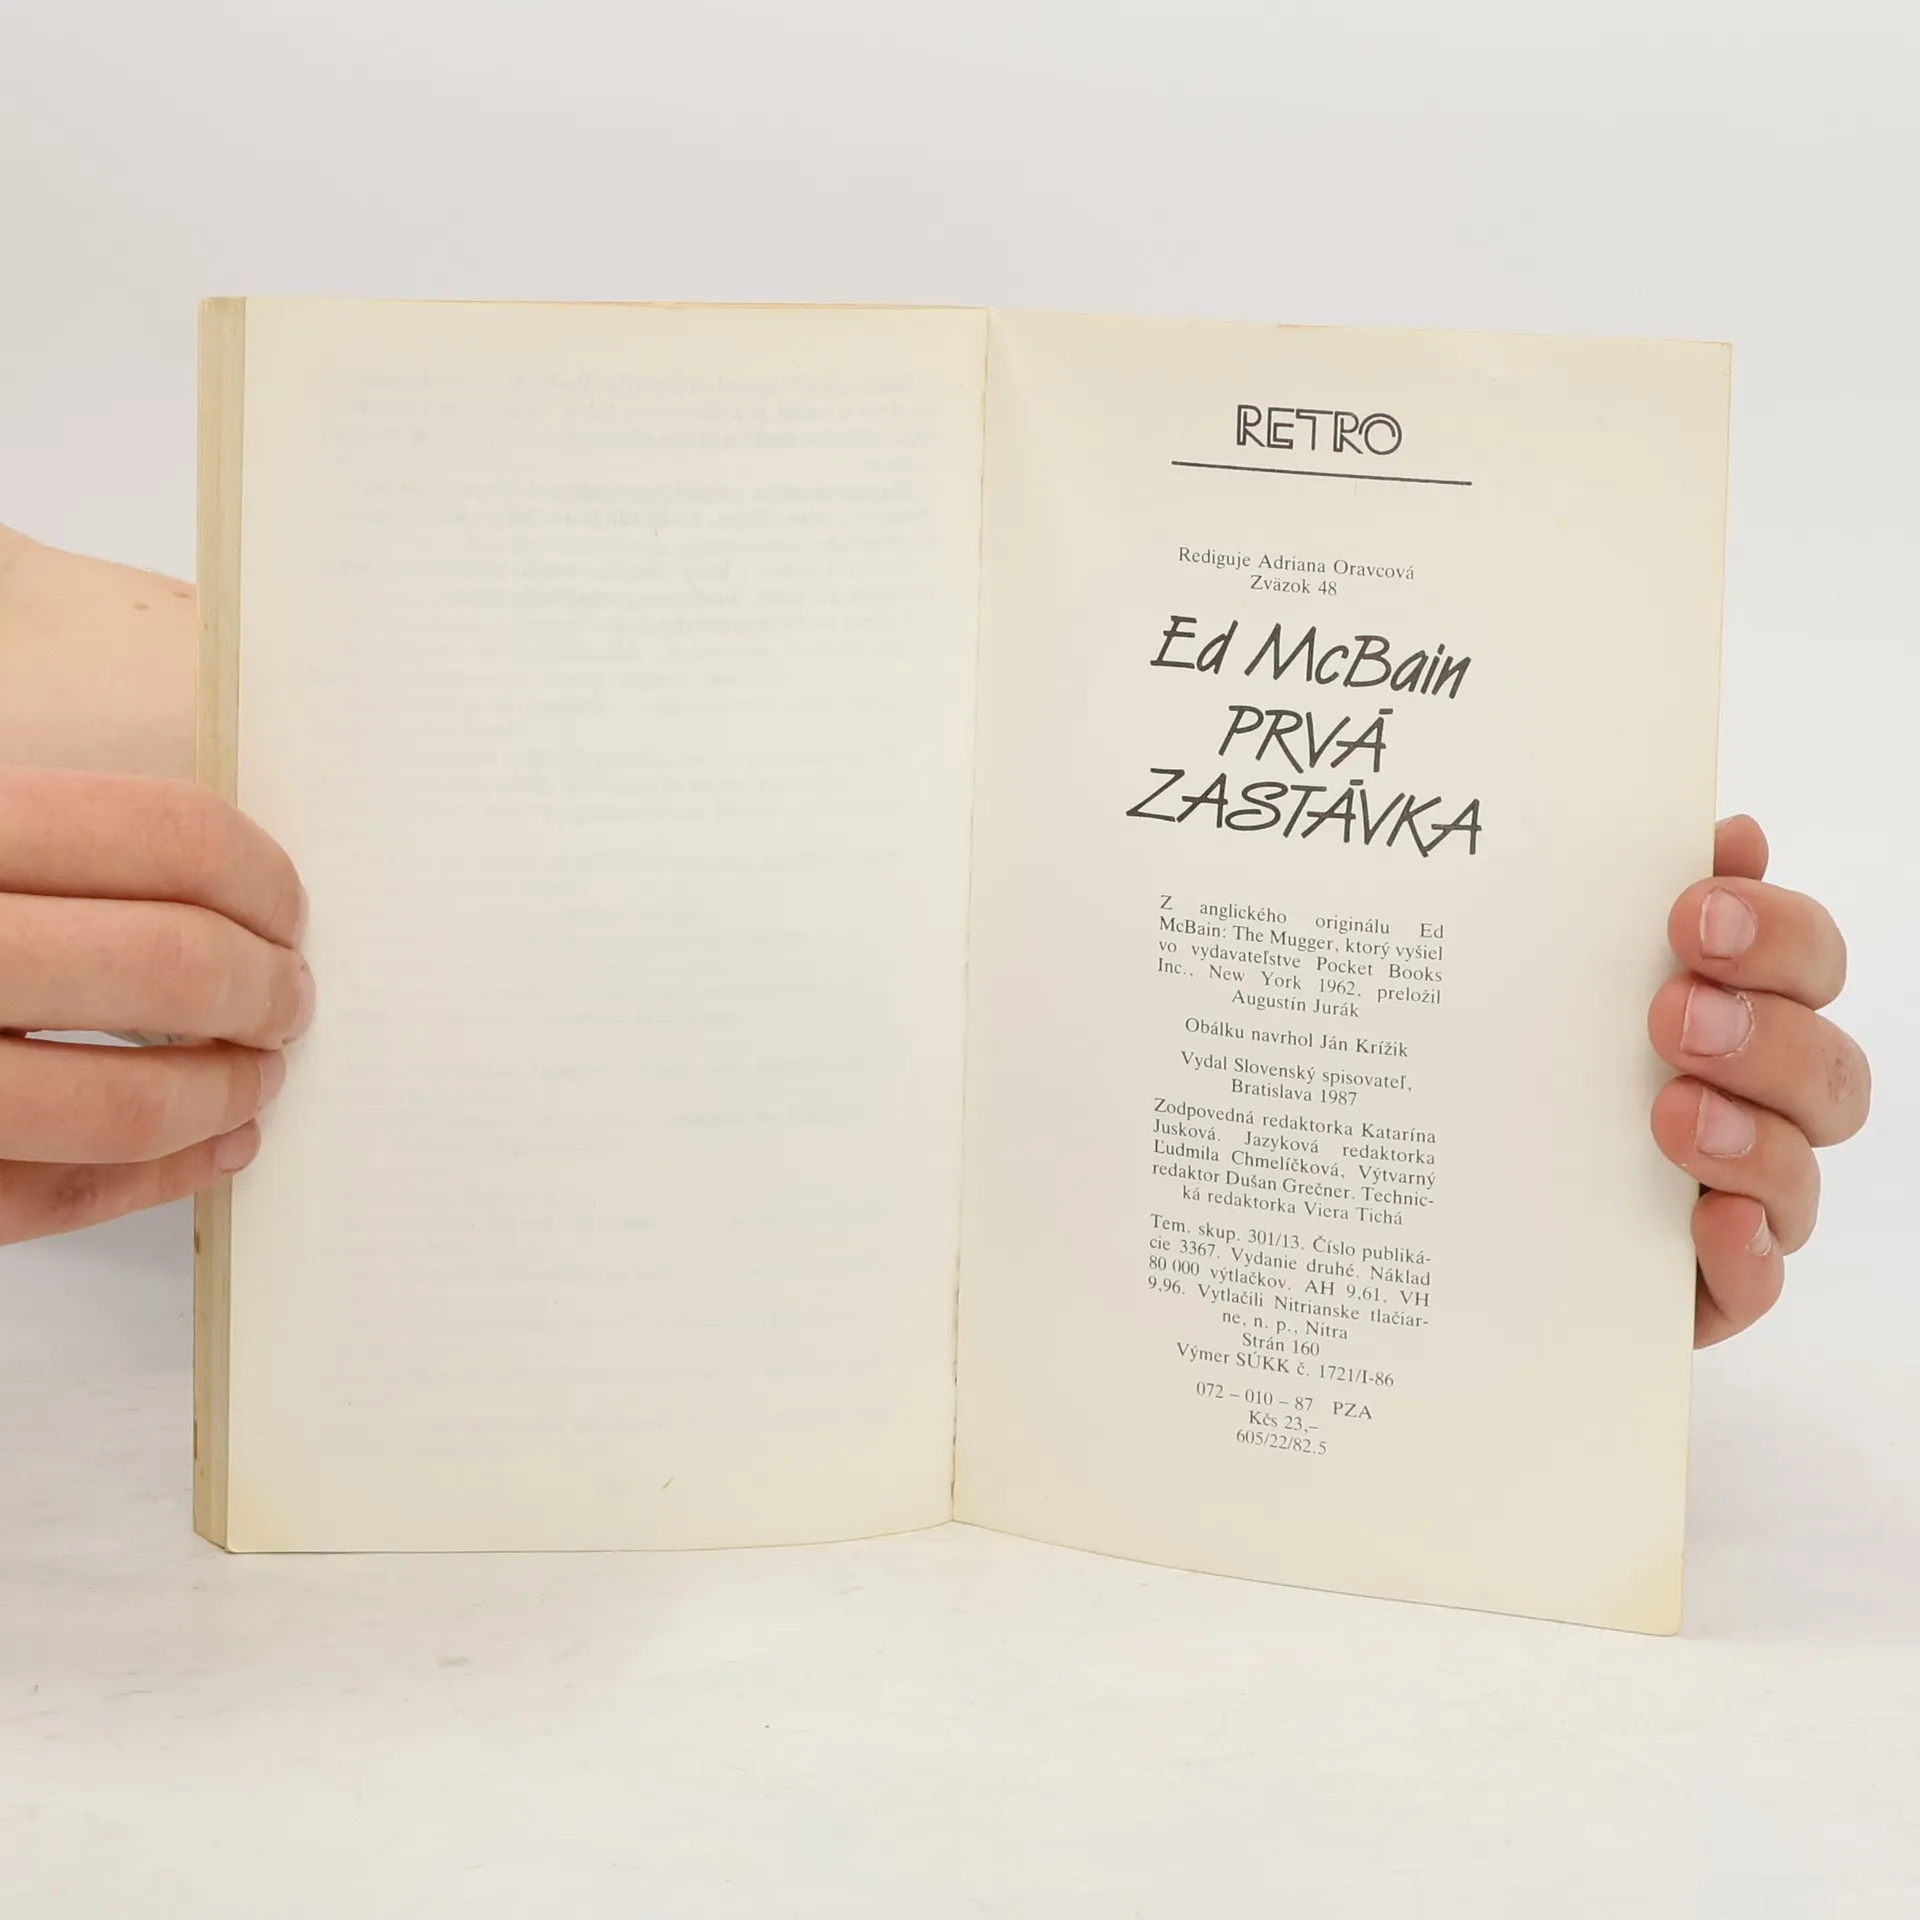 RETRO
Rediguje Adriana Oravcová
Zväzok 48
Ed McBain
PRVÁ
ZASTÁVKA
Z anglického originálu Ed
McBain: The Mugger, ktorý vyšiel
vo vydavateľstve Pocket Books
Inc., New York 1962, preložil
Augustín Jurák
Obálku navrhol Ján Krížik
Vydal Slovenský spisovateľ,
Bratislava 1987
Zodpovedná redaktorka Katarína
Jusková. Jazyková redaktorka
Ľudmila Chmelíčková, Výtvarný
redaktor Dušan Grečner. Technic-
ká redaktorka Viera Tichá
Tem. skup. 301/13. Číslo publiká-
cie 3367. Vydanie druhé. Náklad
80 000 výtlačkov. AH 9,61, VH
9,96. Vytlačili Nitrianske tlačiar-
ne, n. p., Nitra
Strán 160
Výmer SÚKK č. 1721/I-86
072 – 010 – 87 PZA
Kčs 23,–
605/22/82.5